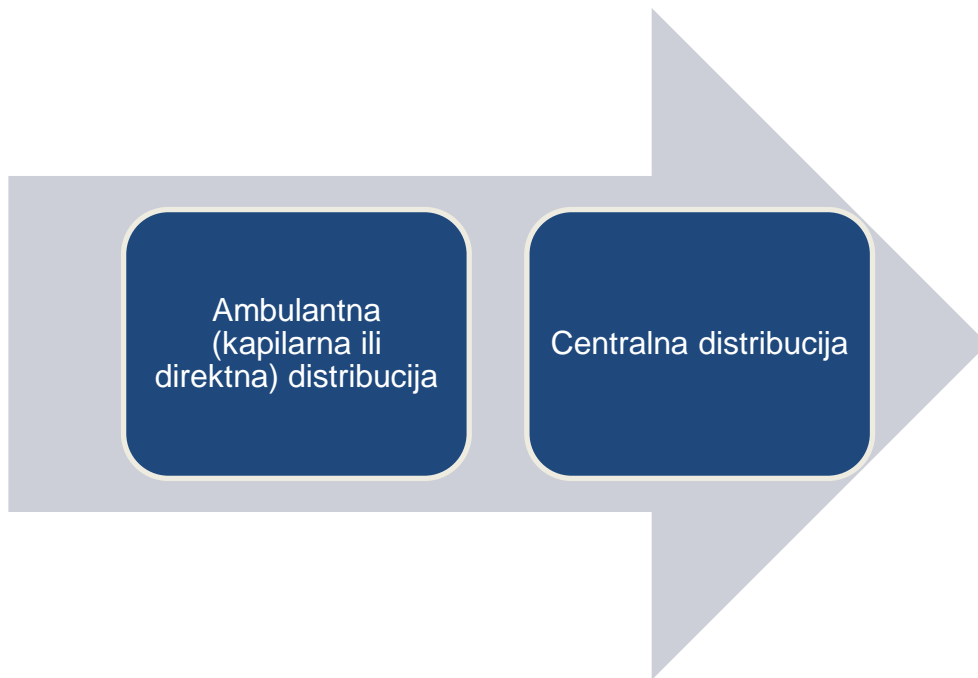 Ambulantna
(kapilarna ili
direktna) distribucija
Centralna distribucija